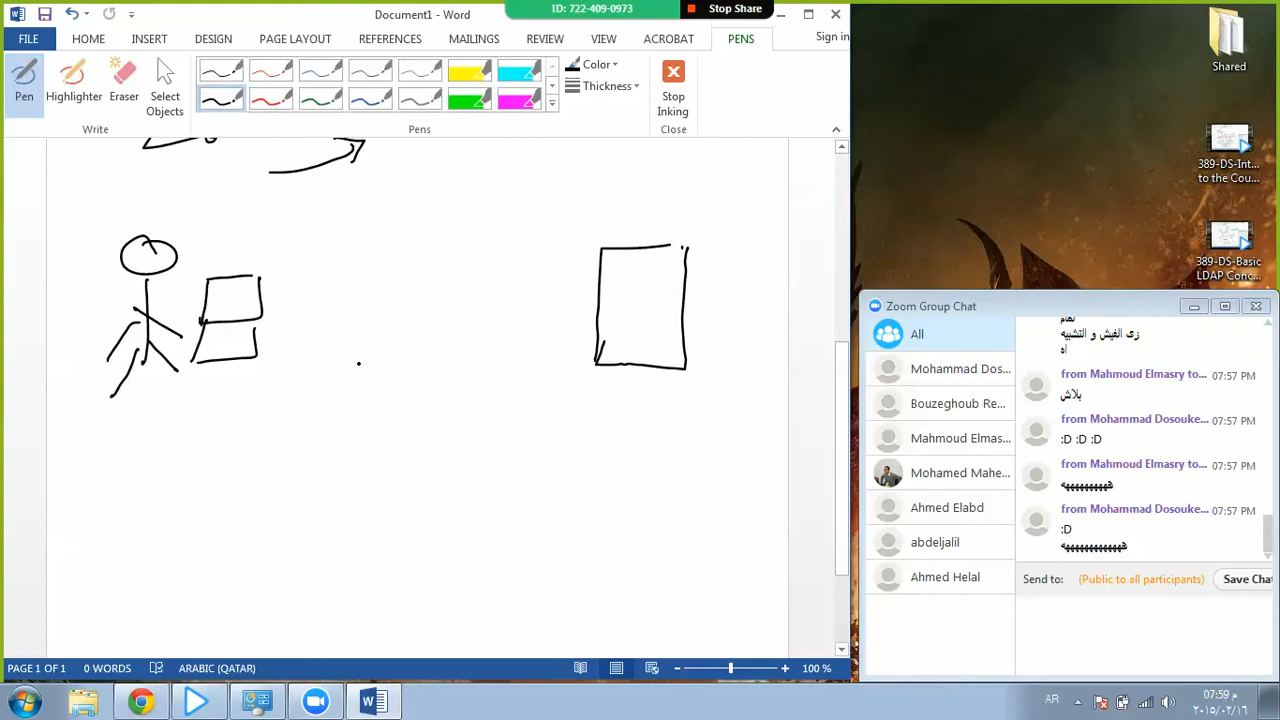 Document1 - Word
ID: 722-409-0973
Stop Share
FILE
HOME
INSERT
DESIGN
PAGE LAYOUT
REFERENCES
MAILINGS
REVIEW
VIEW
ACROBAT
PENS
Sign in
Pen
Highlighter
Eraser
Select Objects
Color
Thickness
Stop Inking
Write
Pens
Close
Shared
389-DS-Int...
to the Cou...
389-DS-Basic
LDAP Conc...
Zoom Group Chat
All
Mohammad Dos...
Bouzeghoub Re...
Mahmoud Elmas...
Mohamed Mahe...
Ahmed Elabd
abdeljalil
Ahmed Helal
تمام
زى الفيش و التشبيه
اه
from Mahmoud Elmasry to... 07:57 PM
بلاش
from Mohammad Dosouke... 07:57 PM
:D :D :D
from Mahmoud Elmasry to... 07:57 PM
from Mohammad Dosouke... 07:57 PM
:D
Send to: (Public to all participants) Save Chat
PAGE 1 OF 1
0 WORDS
ARABIC (QATAR)
100 %
AR
07:59 م
٢٠١٥/٠٢/١٦